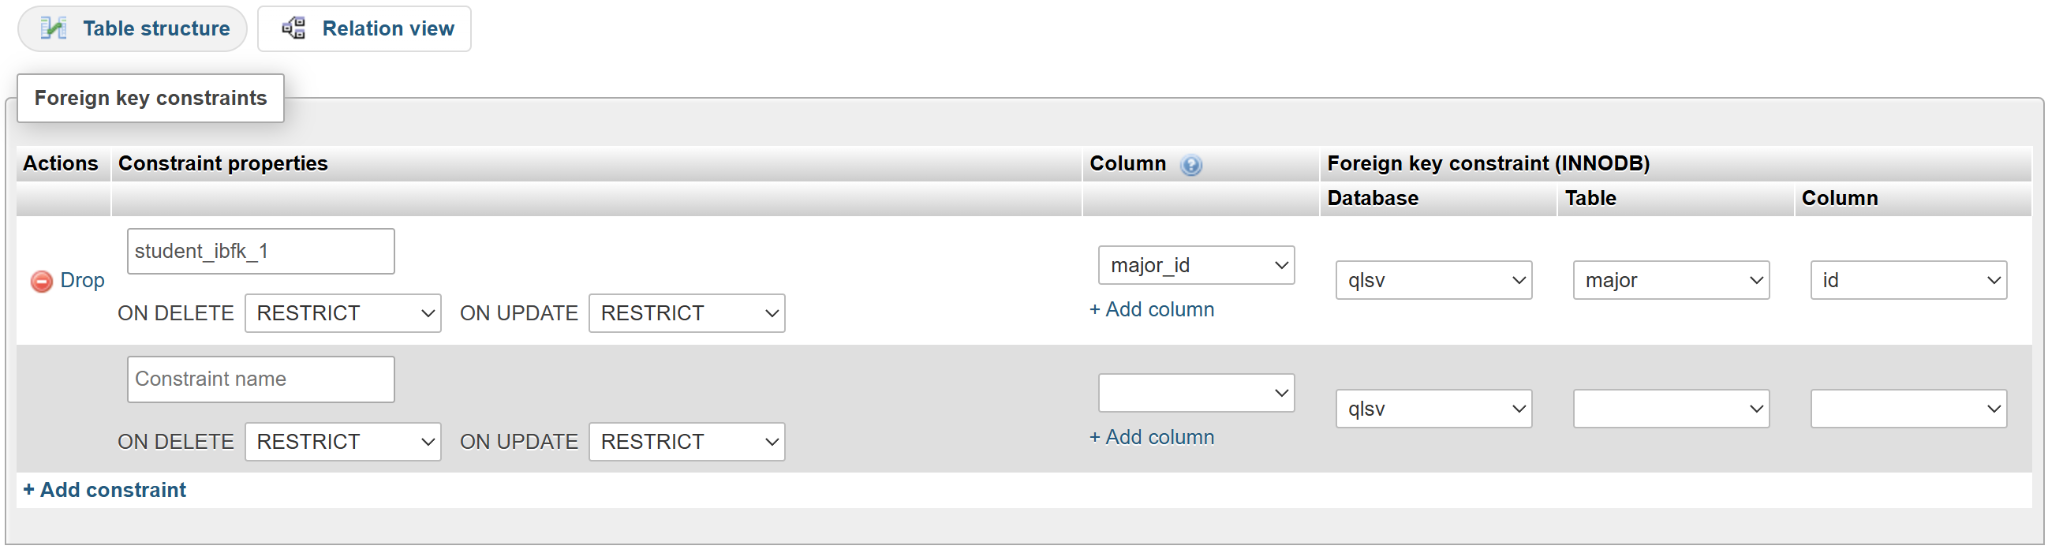 Table structure Relation view
Foreign key constraints
Actions Constraint properties Column Foreign key constraint (INNODB)
Database Table Column
student_ibfk_1
Drop
ON DELETE RESTRICT ON UPDATE RESTRICT
major_id
+ Add column
qlsv major id
Constraint name
ON DELETE RESTRICT ON UPDATE RESTRICT
+ Add column
qlsv
+ Add constraint